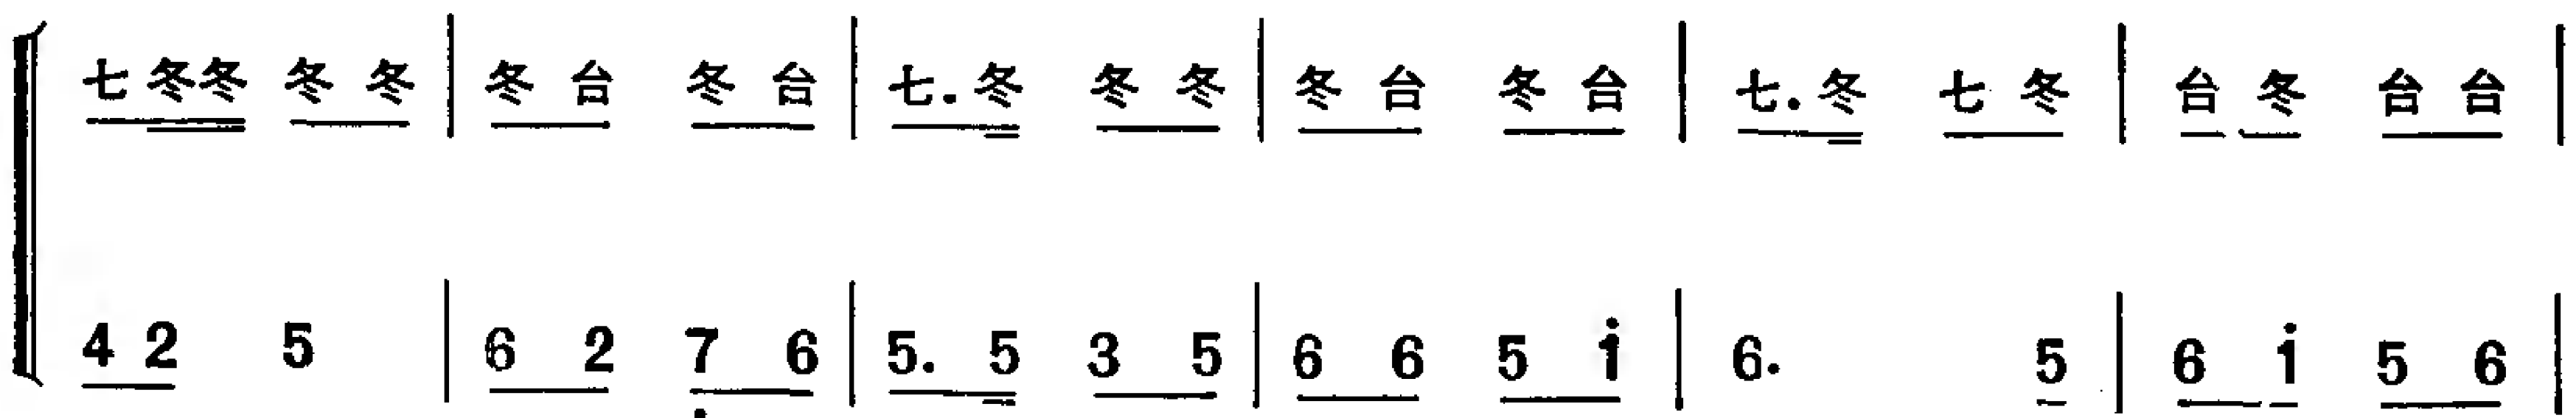 七 冬冬 冬 冬 | 冬 台 冬 台 | 七. 冬 冬 冬 | 冬 台 冬 台 | 七. 冬 七 冬 | 台 冬 台 台 |
4 2 5 | 6 2 7̣ 6 | 5. 5 3 5 | 6 6 5 i̇ | 6. 5 | 6 i̇ 5 6 |